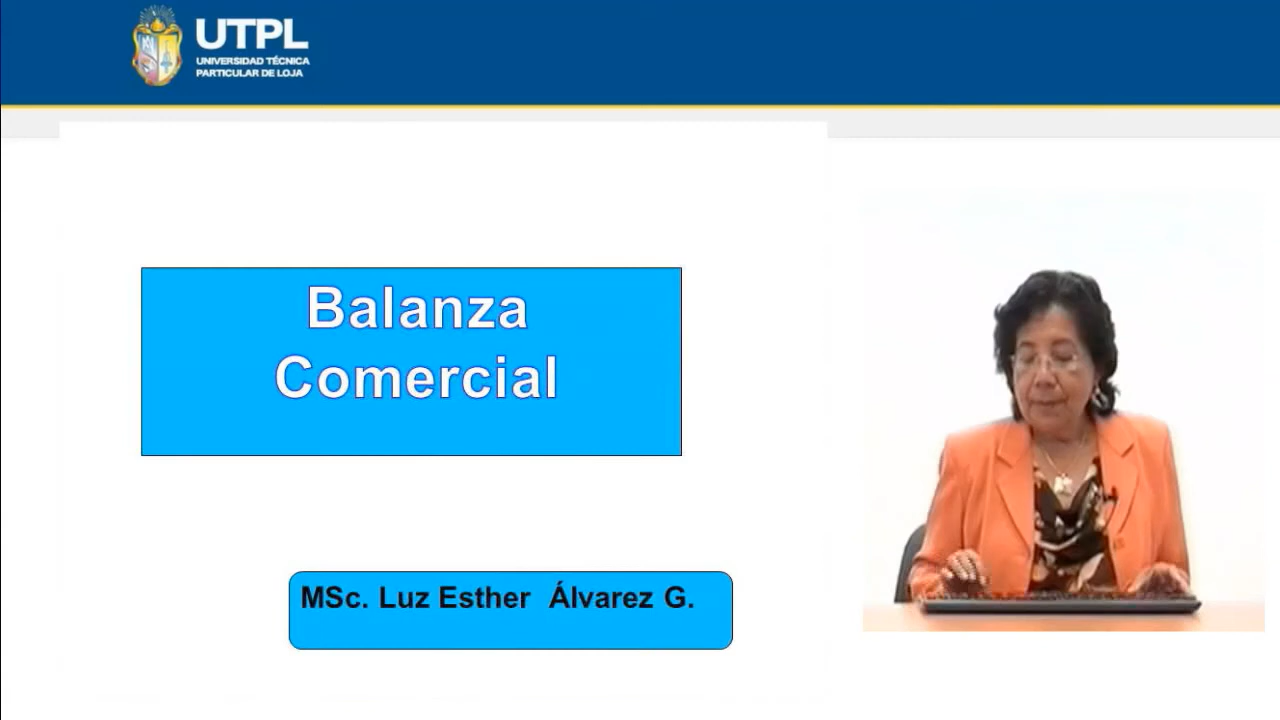 UTPL
UNIVERSIDAD TÉCNICA
PARTICULAR DE LOJA
Balanza
Comercial
MSc. Luz Esther Álvarez G.